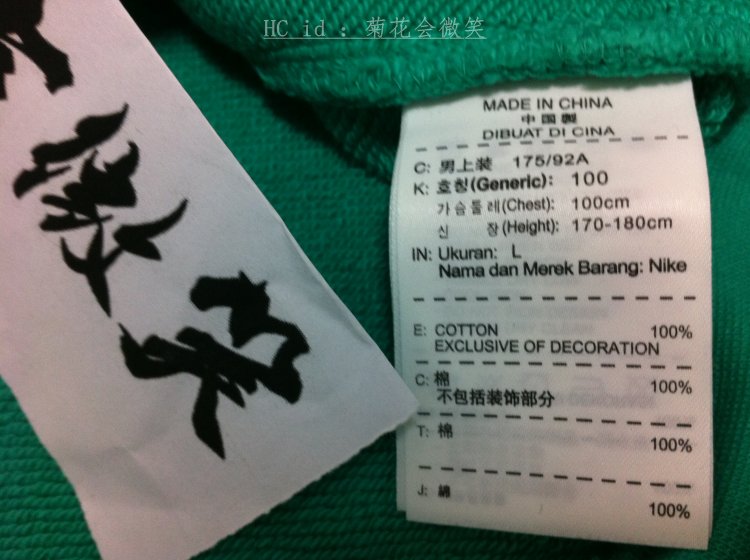 HC id : 菊花会微笑
MADE IN CHINA
中国製
DIBUAT DI CINA
C: 男上装 175/92A
K: 호칭(Generic): 100
가슴둘레(Chest): 100cm
신 장(Height): 170-180cm
IN: Ukuran: L
Nama dan Merek Barang: Nike
E: COTTON 100%
EXCLUSIVE OF DECORATION
C: 棉 100%
不包括装饰部分
T: 棉 100%
J: 綿 100%